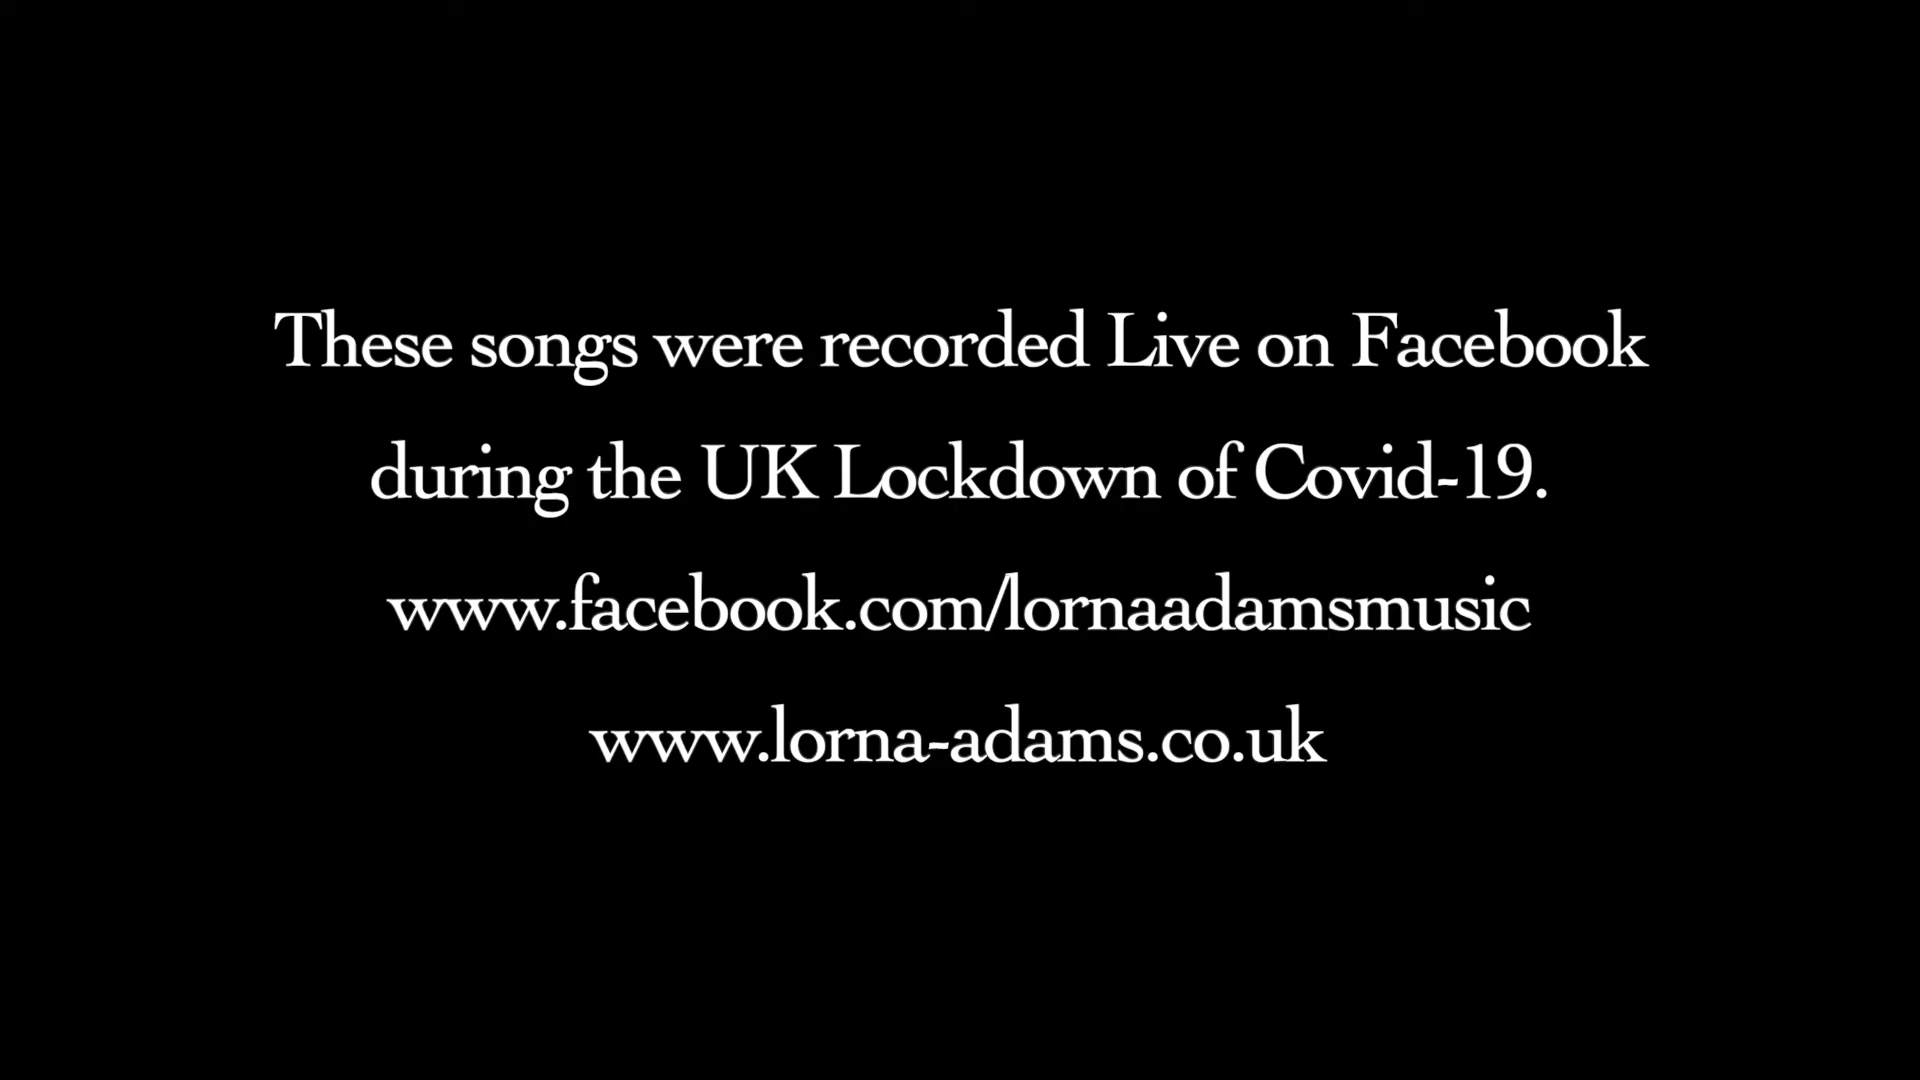 These songs were recorded Live on Facebook
during the UK Lockdown of Covid-19.
www.facebook.com/lornaadamsmusic
www.lorna-adams.co.uk